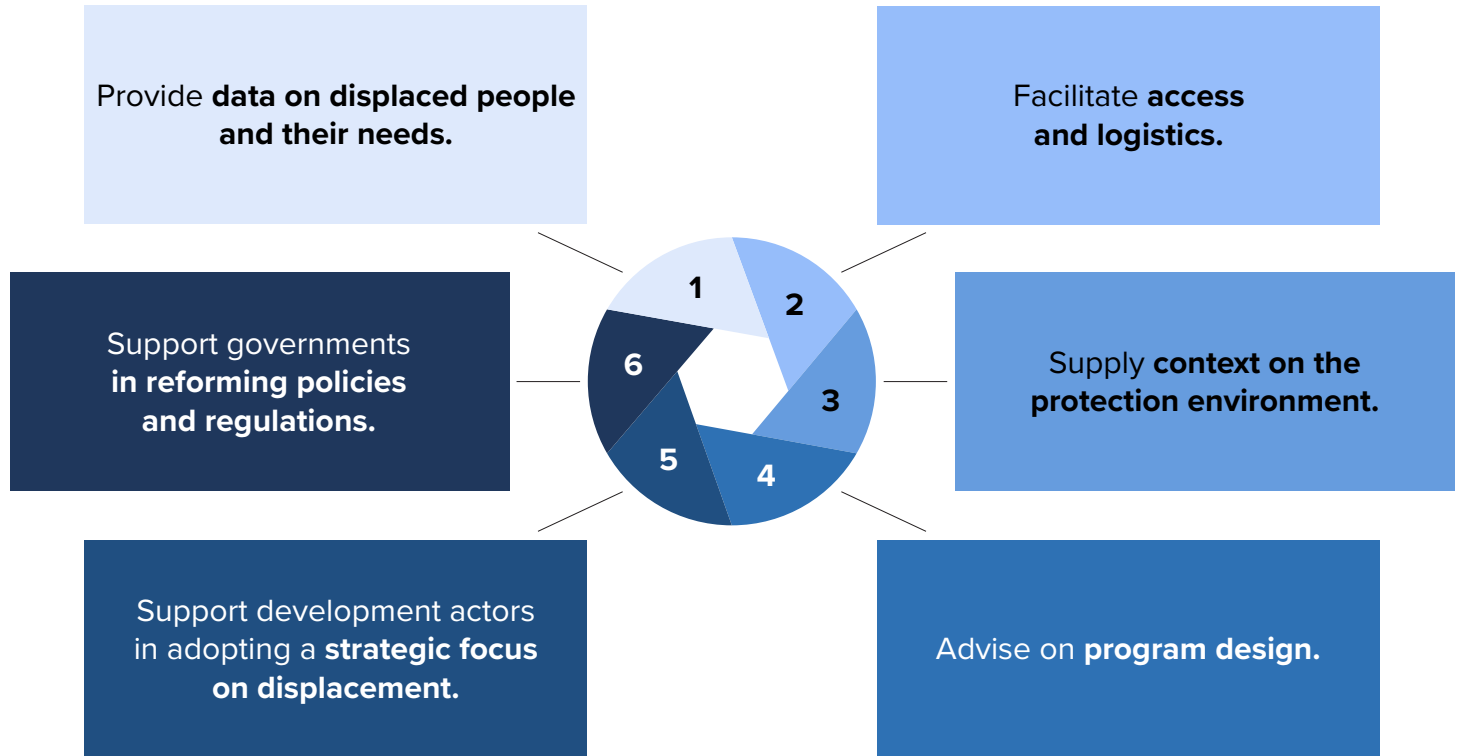 Provide data on displaced people
and their needs.
Facilitate access
and logistics.
1
2
3
4
5
6
Support governments
in reforming policies
and regulations.
Supply context on the
protection environment.
Support development actors
in adopting a strategic focus
on displacement.
Advise on program design.